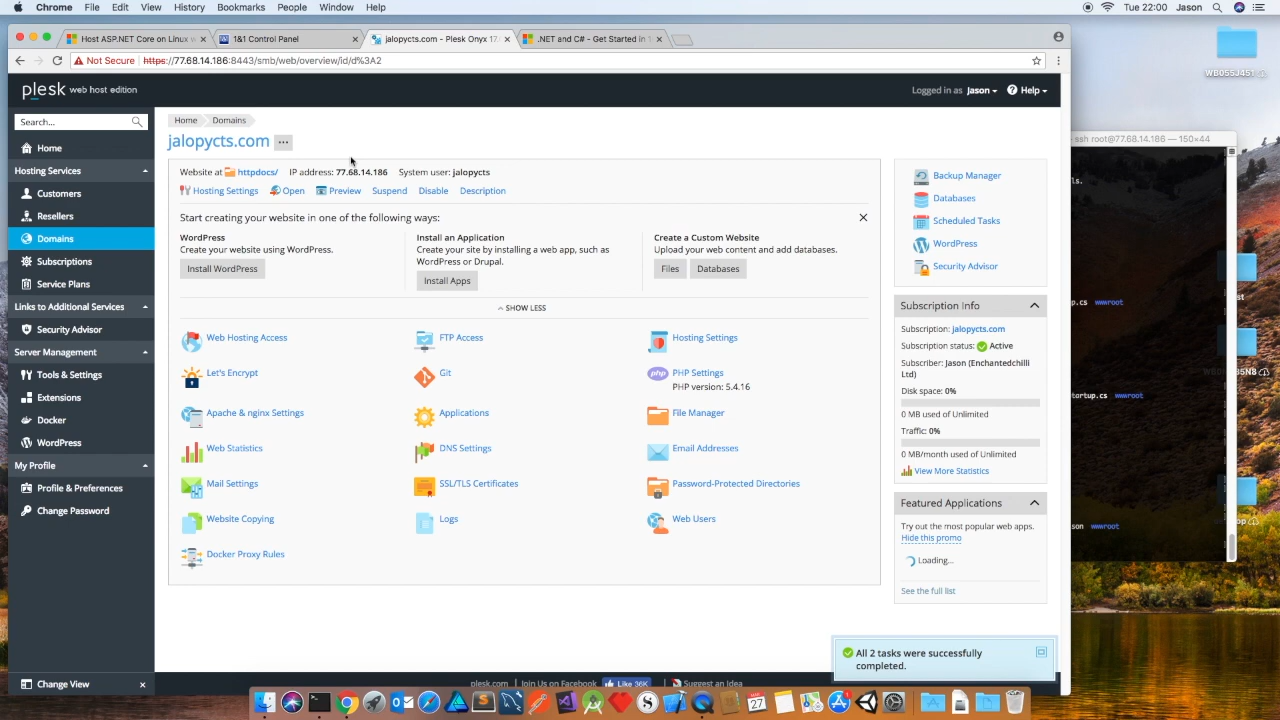 Chrome File Edit View History Bookmarks People Window Help Tue 22:00 Jason
Host ASP.NET Core on Linux w 1&1 Control Panel jalopycts.com - Plesk Onyx 17. .NET and C# - Get Started in 1
Not Secure https://77.68.14.186:8443/smb/web/overview/id/d%3A2
plesk web host edition
Logged in as Jason Help
Search...
Home
Hosting Services
Customers
Resellers
Domains
Subscriptions
Service Plans
Links to Additional Services
Security Advisor
Server Management
Tools & Settings
Extensions
Docker
WordPress
My Profile
Profile & Preferences
Change Password
Change View
Home Domains
jalopycts.com ...
Website at httpdocs/ IP address: 77.68.14.186 System user: jalopycts
Hosting Settings Open Preview Suspend Disable Description
Start creating your website in one of the following ways:
WordPress
Create your website using WordPress.
Install WordPress
Install an Application
Create your site by installing a web app, such as
WordPress or Drupal.
Install Apps
Create a Custom Website
Upload your web content and add databases.
Files Databases
SHOW LESS
Web Hosting Access FTP Access Hosting Settings
Let's Encrypt Git PHP Settings
PHP version: 5.4.16
Apache & nginx Settings Applications File Manager
Web Statistics DNS Settings Email Addresses
Mail Settings SSL/TLS Certificates Password-Protected Directories
Website Copying Logs Web Users
Docker Proxy Rules
Backup Manager
Databases
Scheduled Tasks
WordPress
Security Advisor
Subscription Info
Subscription: jalopycts.com
Subscription status: Active
Subscriber: Jason (Enchantedchilli
Ltd)
Disk space: 0%
0 MB used of Unlimited
Traffic: 0%
0 MB/month used of Unlimited
View More Statistics
Featured Applications
Try out the most popular web apps.
Hide this promo
Loading...
See the full list
All 2 tasks were successfully
completed.
plesk.com Join Us on Facebook Like 36K Suggest an Idea
WB055J451
ssh root@77.68.14.186 — 150×44
ls.
p.cs wwwroot
tartup.cs wwwroot
son wwwroot
27